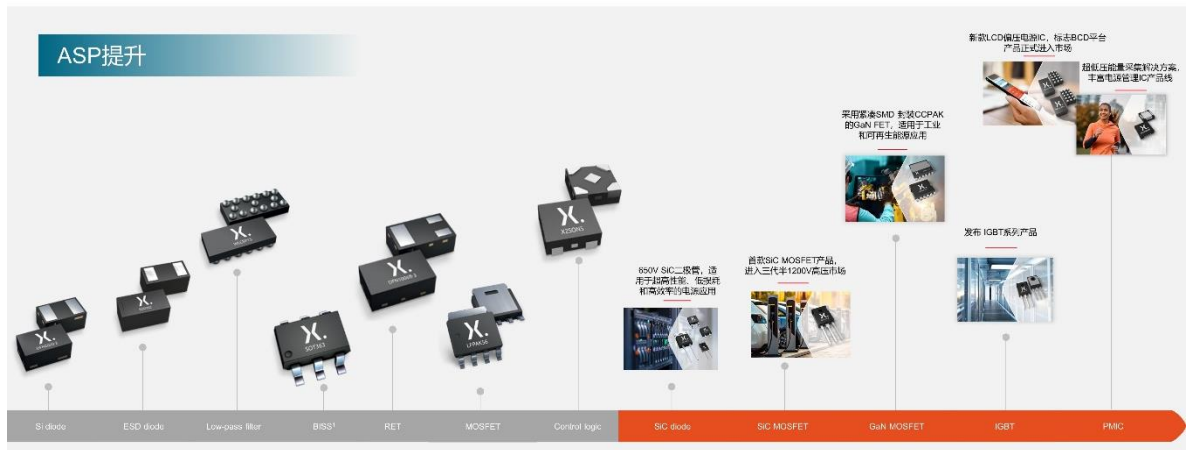 ASP提升
新款LCD偏压电源IC，标志BCD平台
产品正式进入市场
超低压能量采集解决方案，
丰富电源管理IC产品线
采用紧凑SMD 封装CCPAK
的GaN FET，适用于工业
和可再生能源应用
发布 IGBT系列产品
650V SiC二极管，适
用于超高性能、低损耗
和高效率的电源应用
首款SiC MOSFET产品，
进入三代半1200V高压市场
SOT363
LFPAK56
X2SON5
Si diode
ESD diode
Low-pass filter
BISS¹
RET
MOSFET
Control logic
SiC diode
SiC MOSFET
GaN MOSFET
IGBT
PMIC